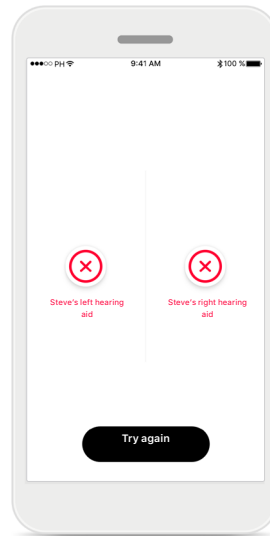 PH 9:41 AM 100 %
Steve's left hearing
aid
Steve's right hearing
aid
Try again